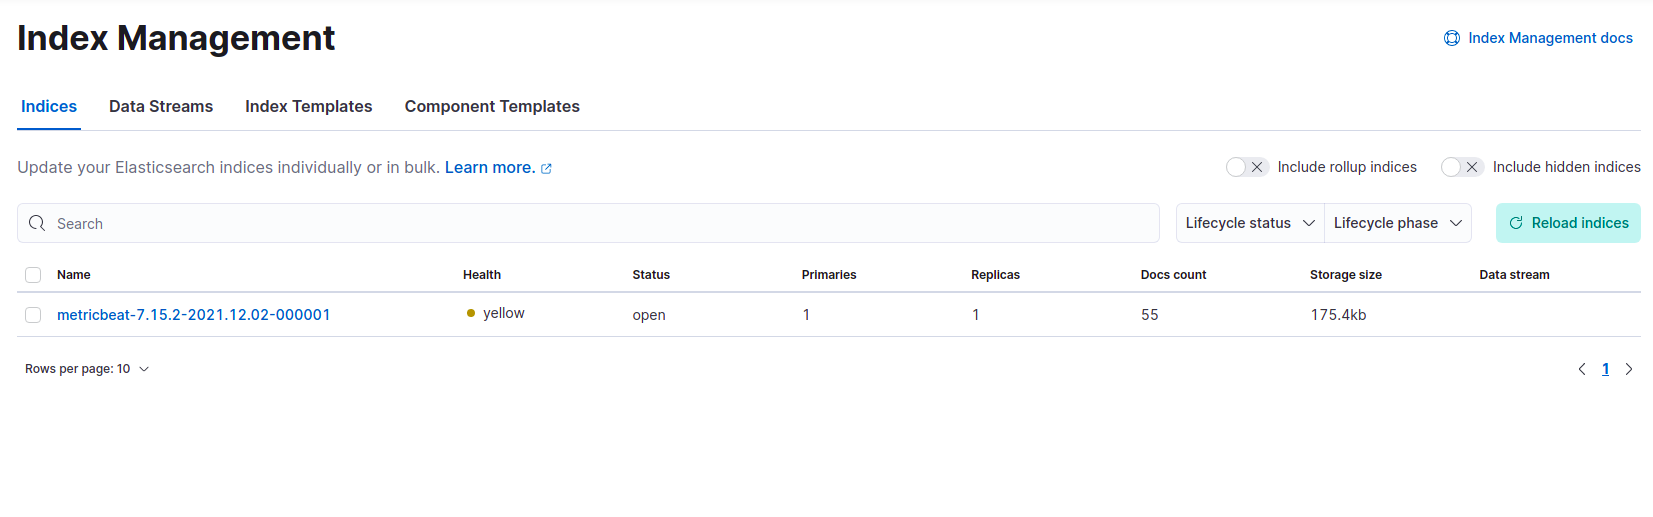 Index Management
Index Management docs
Indices Data Streams Index Templates Component Templates
Update your Elasticsearch indices individually or in bulk. Learn more.
Include rollup indices Include hidden indices
Search
Lifecycle status Lifecycle phase Reload indices
Name Health Status Primaries Replicas Docs count Storage size Data stream
metricbeat-7.15.2-2021.12.02-000001 yellow open 1 1 55 175.4kb
Rows per page: 10
1